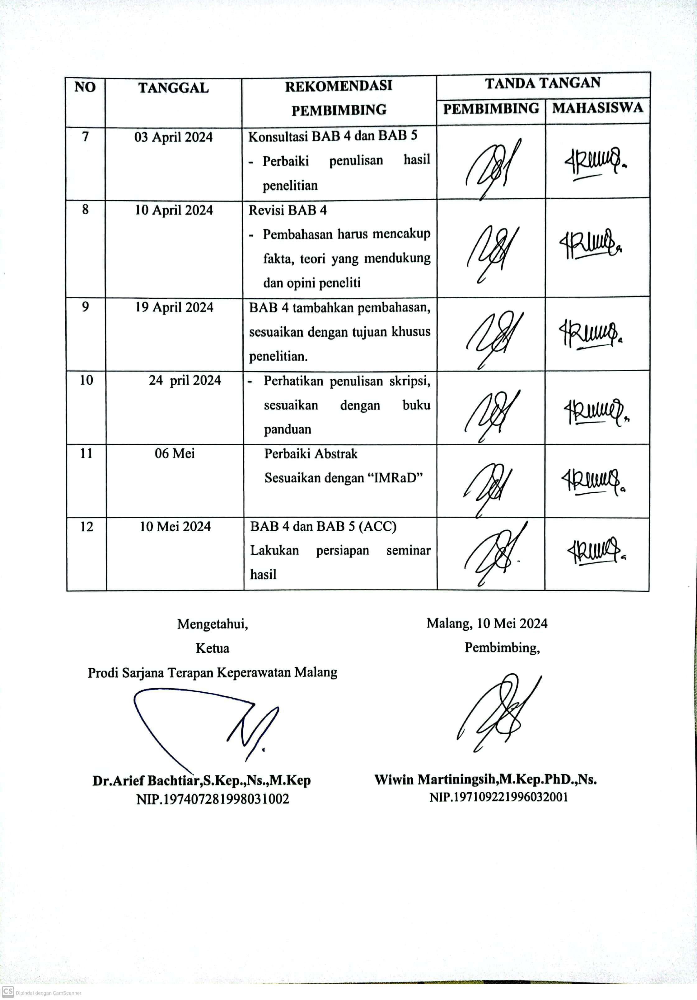 NO TANGGAL REKOMENDASI PEMBIMBING TANDA TANGAN
PEMBIMBING MAHASISWA
7 03 April 2024 Konsultasi BAB 4 dan BAB 5
- Perbaiki penulisan hasil
penelitian
8 10 April 2024 Revisi BAB 4
- Pembahasan harus mencakup
fakta, teori yang mendukung
dan opini peneliti
9 19 April 2024 BAB 4 tambahkan pembahasan,
sesuaikan dengan tujuan khusus
penelitian.
10 24 pril 2024 - Perhatikan penulisan skripsi,
sesuaikan dengan buku
panduan
11 06 Mei Perbaiki Abstrak
Sesuaikan dengan “IMRaD”
12 10 Mei 2024 BAB 4 dan BAB 5 (ACC)
Lakukan persiapan seminar
hasil
Mengetahui,
Ketua
Prodi Sarjana Terapan Keperawatan Malang
Dr.Arief Bachtiar,S.Kep.,Ns.,M.Kep
NIP.197407281998031002
Malang, 10 Mei 2024
Pembimbing,
Wiwin Martiningsih,M.Kep.PhD.,Ns.
NIP.197109221996032001
CS Dipindai dengan CamScanner